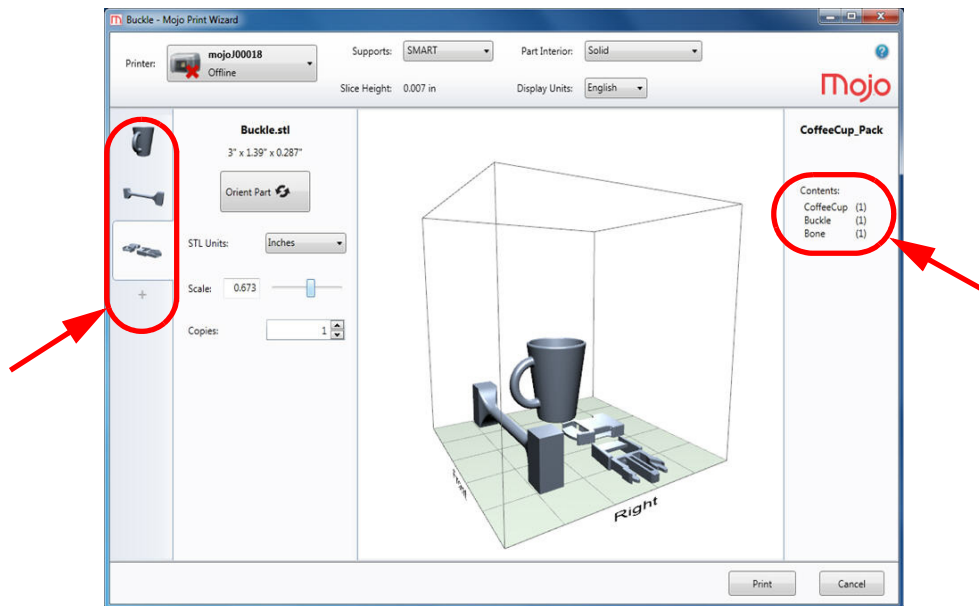 Buckle - Mojo Print Wizard
Printer:
mojoJ00018
Offline
Supports: SMART
Part Interior: Solid
Slice Height: 0.007 in
Display Units: English
?
Mojo
Buckle.stl
3" x 1.39" x 0.287"
Orient Part
STL Units: Inches
Scale: 0.673
Copies: 1
+
Front
Right
CoffeeCup_Pack
Contents:
CoffeeCup (1)
Buckle (1)
Bone (1)
Print
Cancel